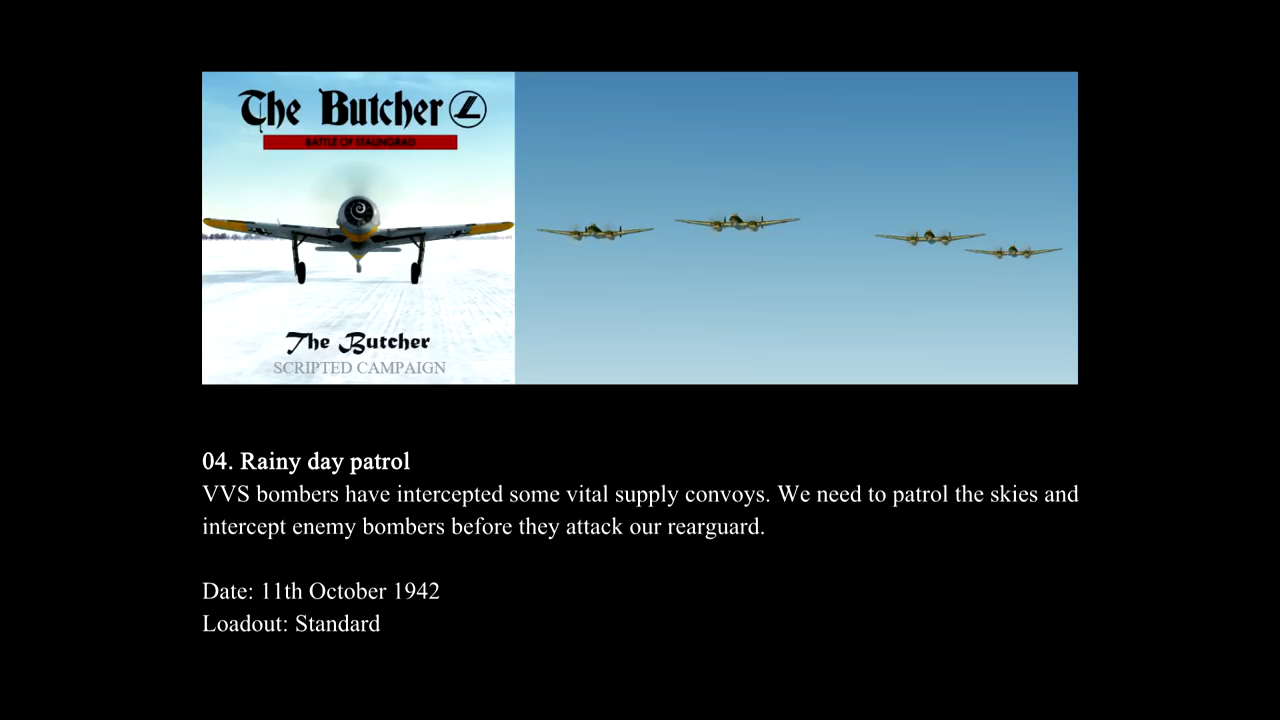 The Butcher L
BATTLE OF STALINGRAD
The Butcher
SCRIPTED CAMPAIGN
04. Rainy day patrol
VVS bombers have intercepted some vital supply convoys. We need to patrol the skies and
intercept enemy bombers before they attack our rearguard.
Date: 11th October 1942
Loadout: Standard